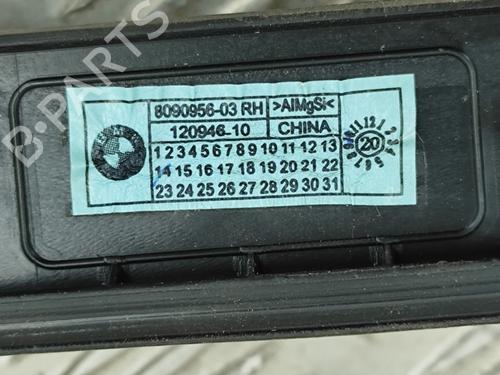 B-PARTS
8090956-03 RH >AlMgSi<
120946-10 CHINA
1 2 3 4 5 6 7 8 9 10 11 12 13
14 15 16 17 18 19 20 21 22
23 24 25 26 27 28 29 30 31
20
B-PARTS